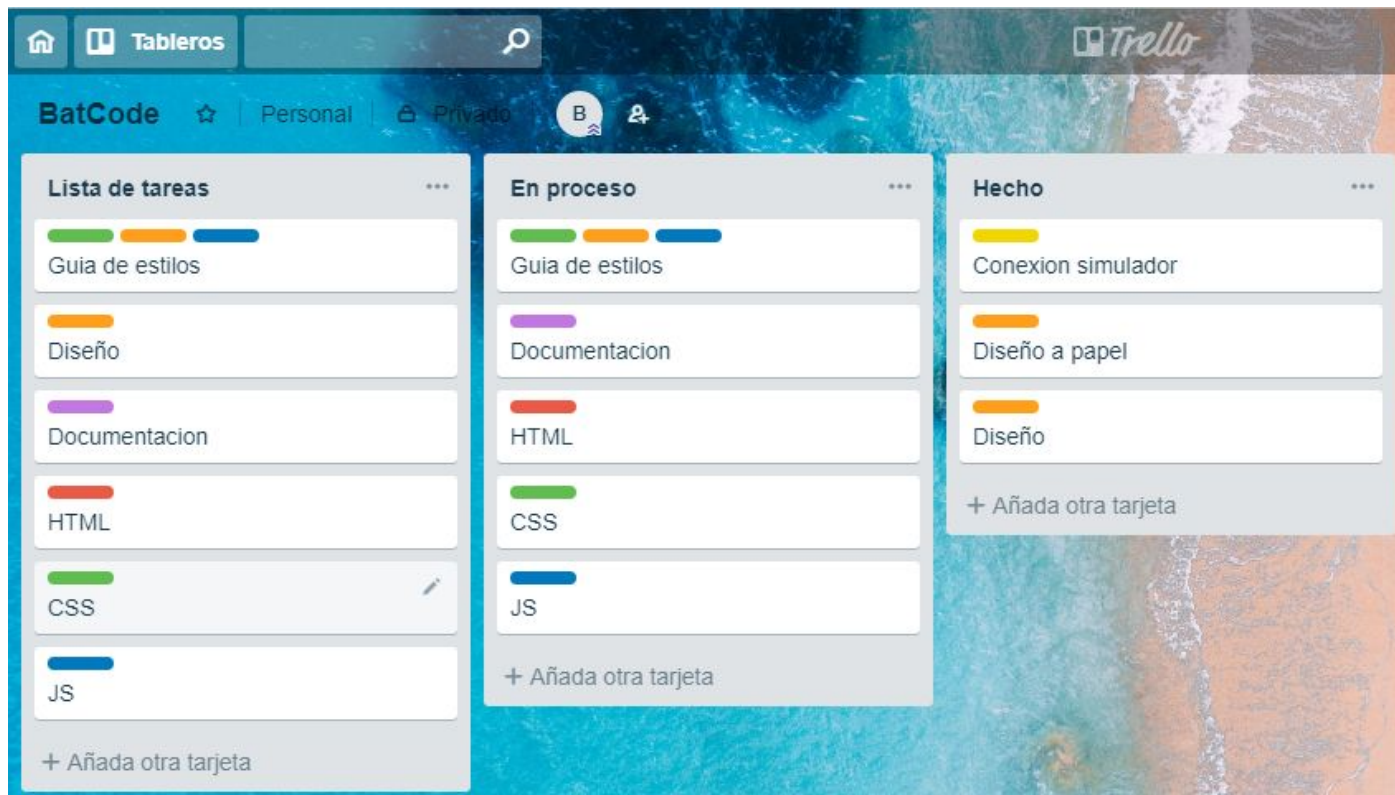 Tableros
Trello
BatCode Personal Privado B
Lista de tareas
Guia de estilos
Diseño
Documentacion
HTML
CSS
JS
+ Añada otra tarjeta
En proceso
Guia de estilos
Documentacion
HTML
CSS
JS
+ Añada otra tarjeta
Hecho
Conexion simulador
Diseño a papel
Diseño
+ Añada otra tarjeta